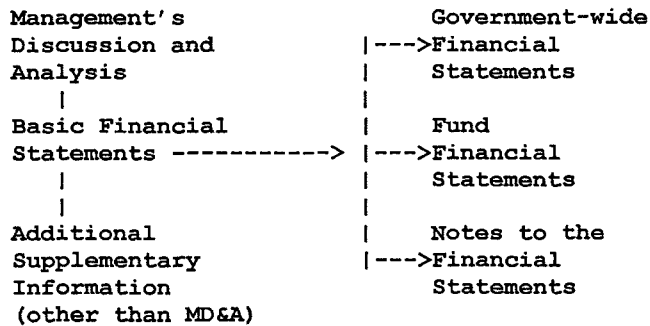 Management's                     Government-wide
Discussion and            |--->Financial
Analysis                  |      Statements
    |                     |
Basic Financial           |      Fund
Statements -----------> |--->Financial
    |                     |      Statements
    |                     |
Additional                |      Notes to the
Supplementary             |--->Financial
Information                      Statements
(other than MD&A)